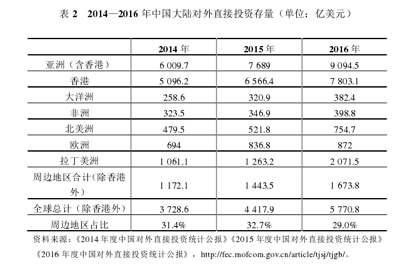 表 2 2014—2016 年中国大陆对外直接投资存量（单位：亿美元）
2014 年 2015 年 2016 年
亚洲（含香港） 6 009.7 7 689 9 094.5
香港 5 096.2 6 566.4 7 803.1
大洋洲 258.6 320.9 382.4
非洲 323.5 346.9 398.8
北美洲 479.5 521.8 754.7
欧洲 694 836.8 872
拉丁美洲 1 061.1 1 263.2 2 071.5
周边地区合计(除香港
外) 1 172.1 1 443.5 1 673.8
全球总计（除香港外） 3 728.6 4 417.9 5 770.8
周边地区占比 31.4% 32.7% 29.0%
资料来源：《2014 年度中国对外直接投资统计公报》《2015 年度中国对外直接投资统计公报》
《2016 年度中国对外直接投资统计公报》，http://fec.mofcom.gov.cn/article/tjsj/tjgb/。